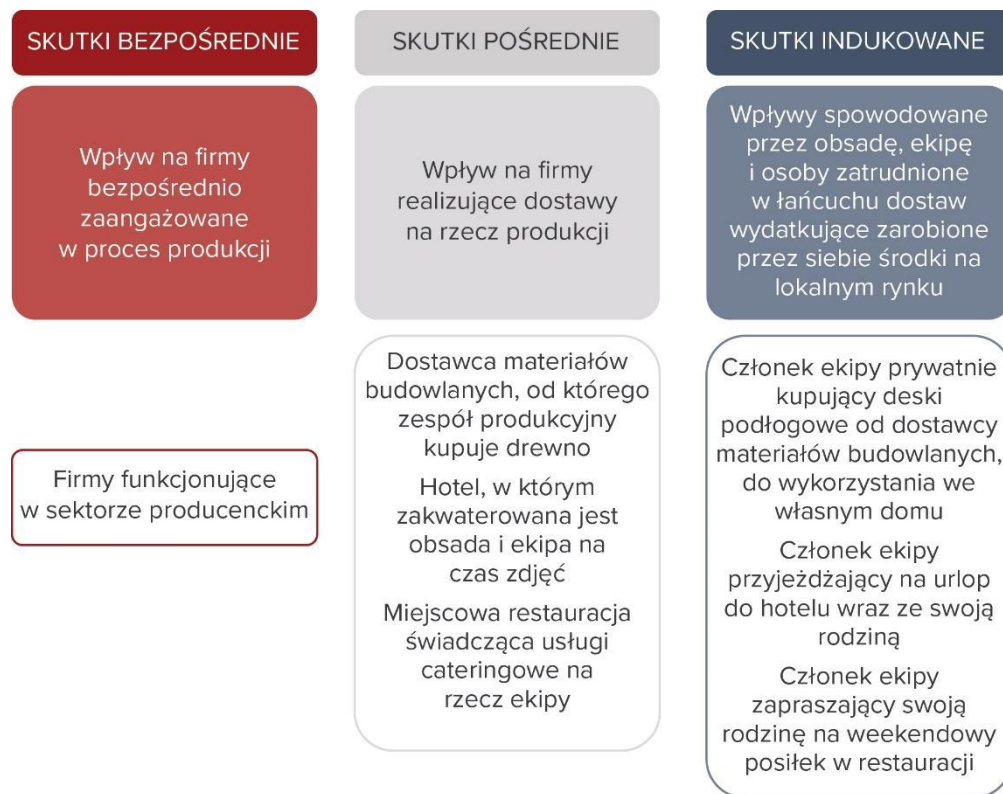 SKUTKI BEZPOŚREDNIE
Wpływ na firmy
bezpośrednio
zaangażowane
w proces produkcji
Firmy funkcjonujące
w sektorze producenckim
SKUTKI POŚREDNIE
Wpływ na firmy
realizujące dostawy
na rzecz produkcji
Dostawca materiałów
budowlanych, od którego
zespół produkcyjny
kupuje drewno
Hotel, w którym
zakwaterowana jest
obsada i ekipa na
czas zdjęć
Miejscowa restauracja
świadcząca usługi
cateringowe na
rzecz ekipy
SKUTKI INDUKOWANE
Wpływy spowodowane
przez obsadę, ekipę
i osoby zatrudnione
w łańcuchu dostaw
wydatkujące zarobione
przez siebie środki na
lokalnym rynku
Członek ekipy prywatnie
kupujący deski
podłogowe od dostawcy
materiałów budowlanych,
do wykorzystania we
własnym domu
Członek ekipy
przyjeżdżający na urlop
do hotelu wraz ze swoją
rodziną
Członek ekipy
zapraszający swoją
rodzinę na weekendowy
posiłek w restauracji